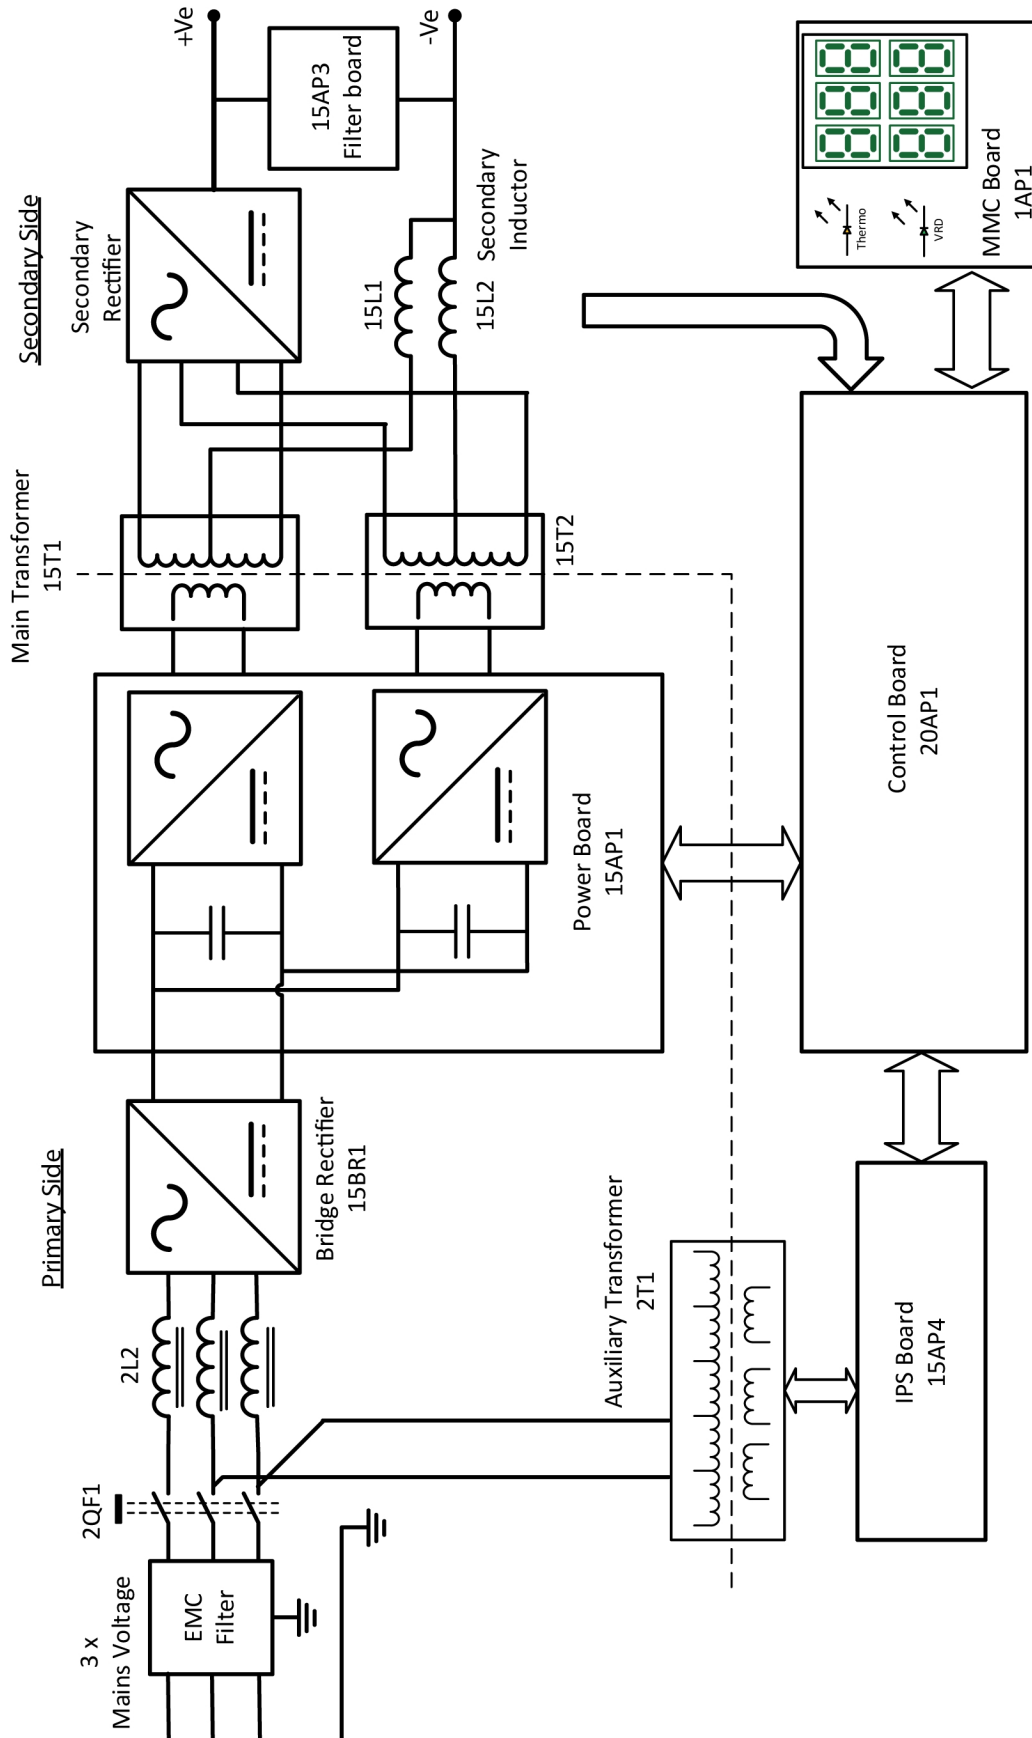 Primary Side
Secondary Side
3 x
Mains Voltage
EMC
Filter
2QF1
2L2
Bridge Rectifier
15BR1
Power Board
15AP1
Main Transformer
15T1
15T2
Secondary
Rectifier
15L1
15L2
Secondary
Inductor
+Ve
15AP3
Filter board
-Ve
Auxiliary Transformer
2T1
IPS Board
15AP4
Control Board
20AP1
Thermo
VRD
888
888
MMC Board
1AP1